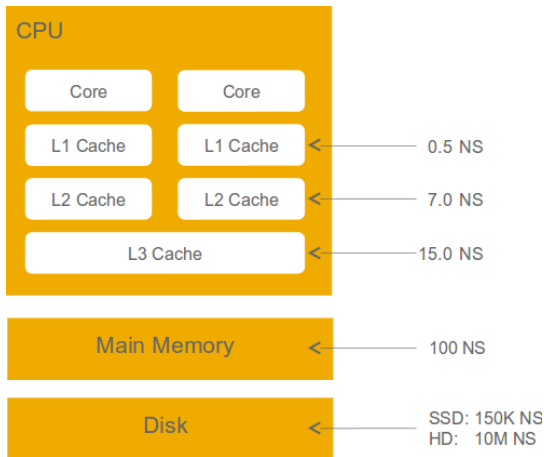 CPU
Core Core
L1 Cache L1 Cache 0.5 NS
L2 Cache L2 Cache 7.0 NS
L3 Cache 15.0 NS
Main Memory 100 NS
Disk SSD: 150K NS
HD: 10M NS